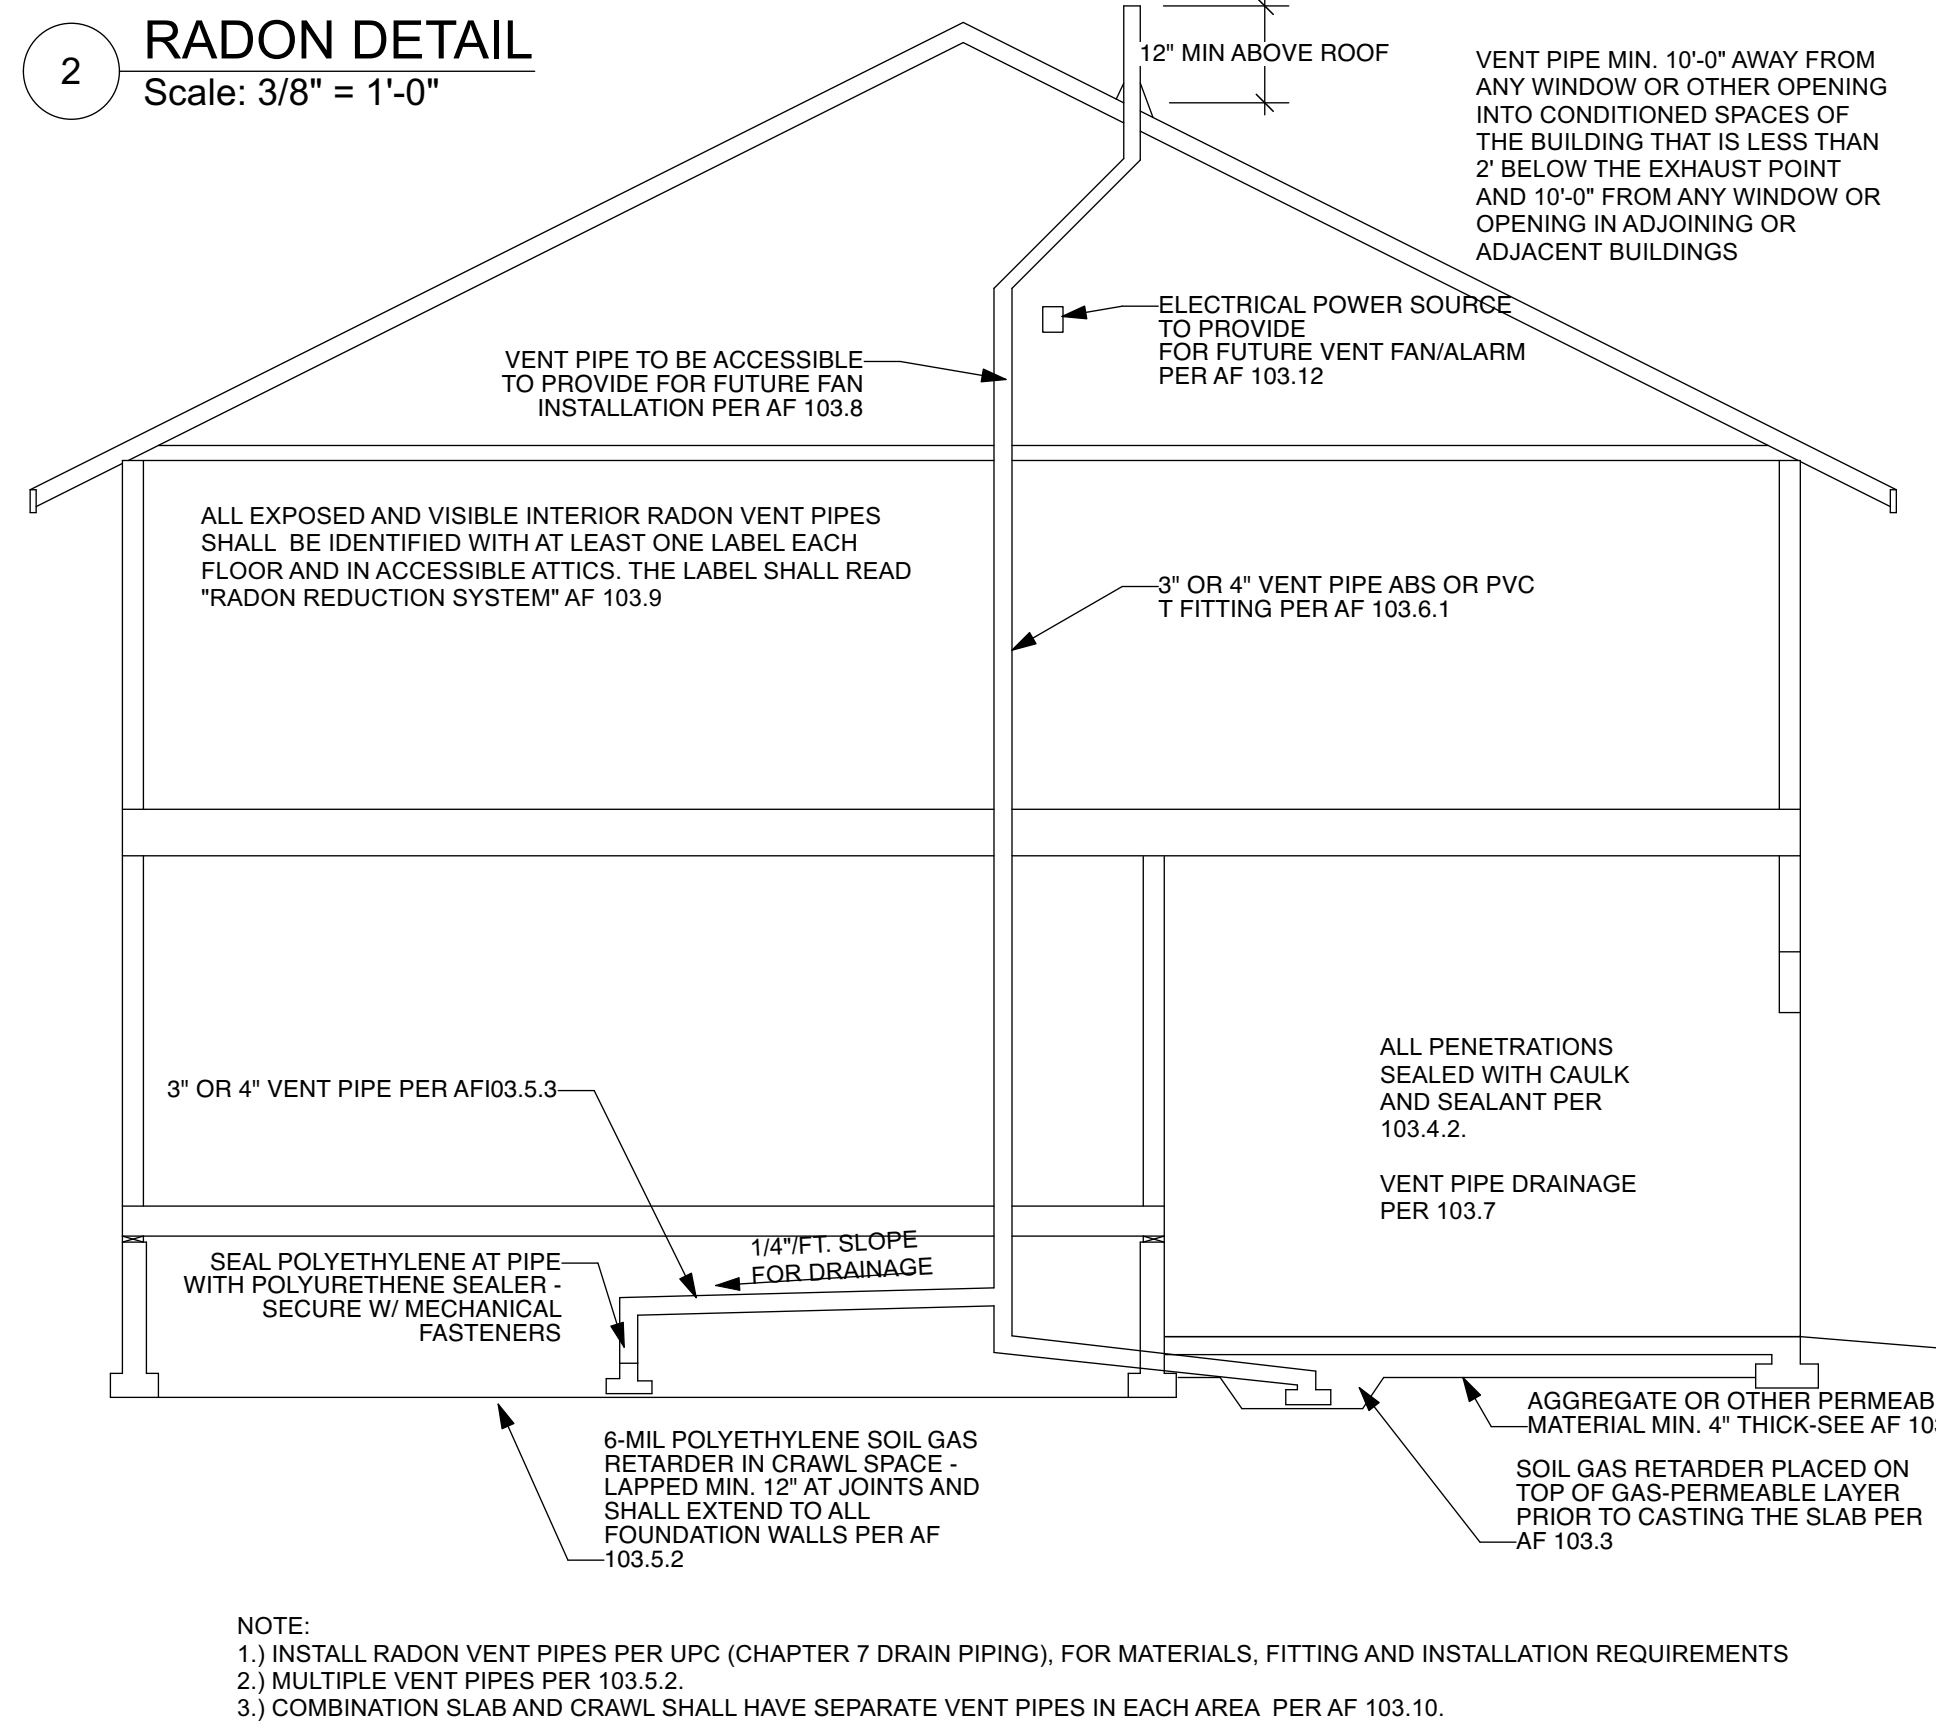 2
RADON DETAIL
Scale: 3/8" = 1'-0"
12" MIN ABOVE ROOF
VENT PIPE MIN. 10'-0" AWAY FROM
ANY WINDOW OR OTHER OPENING
INTO CONDITIONED SPACES OF
THE BUILDING THAT IS LESS THAN
2' BELOW THE EXHAUST POINT
AND 10'-0" FROM ANY WINDOW OR
OPENING IN ADJOINING OR
ADJACENT BUILDINGS
ELECTRICAL POWER SOURCE
TO PROVIDE
FOR FUTURE VENT FAN/ALARM
PER AF 103.12
VENT PIPE TO BE ACCESSIBLE
TO PROVIDE FOR FUTURE FAN
INSTALLATION PER AF 103.8
ALL EXPOSED AND VISIBLE INTERIOR RADON VENT PIPES
SHALL  BE IDENTIFIED WITH AT LEAST ONE LABEL EACH
FLOOR AND IN ACCESSIBLE ATTICS. THE LABEL SHALL READ
"RADON REDUCTION SYSTEM" AF 103.9
3" OR 4" VENT PIPE ABS OR PVC
T FITTING PER AF 103.6.1
ALL PENETRATIONS
SEALED WITH CAULK
AND SEALANT PER
103.4.2.
VENT PIPE DRAINAGE
PER 103.7
3" OR 4" VENT PIPE PER AFI03.5.3
1/4"/FT. SLOPE
FOR DRAINAGE
SEAL POLYETHYLENE AT PIPE
WITH POLYURETHENE SEALER -
SECURE W/ MECHANICAL
FASTENERS
6-MIL POLYETHYLENE SOIL GAS
RETARDER IN CRAWL SPACE -
LAPPED MIN. 12" AT JOINTS AND
SHALL EXTEND TO ALL
FOUNDATION WALLS PER AF
103.5.2
AGGREGATE OR OTHER PERMEAB
MATERIAL MIN. 4" THICK-SEE AF 103
SOIL GAS RETARDER PLACED ON
TOP OF GAS-PERMEABLE LAYER
PRIOR TO CASTING THE SLAB PER
AF 103.3
NOTE:
1.) INSTALL RADON VENT PIPES PER UPC (CHAPTER 7 DRAIN PIPING), FOR MATERIALS, FITTING AND INSTALLATION REQUIREMENTS
2.) MULTIPLE VENT PIPES PER 103.5.2.
3.) COMBINATION SLAB AND CRAWL SHALL HAVE SEPARATE VENT PIPES IN EACH AREA  PER AF 103.10.